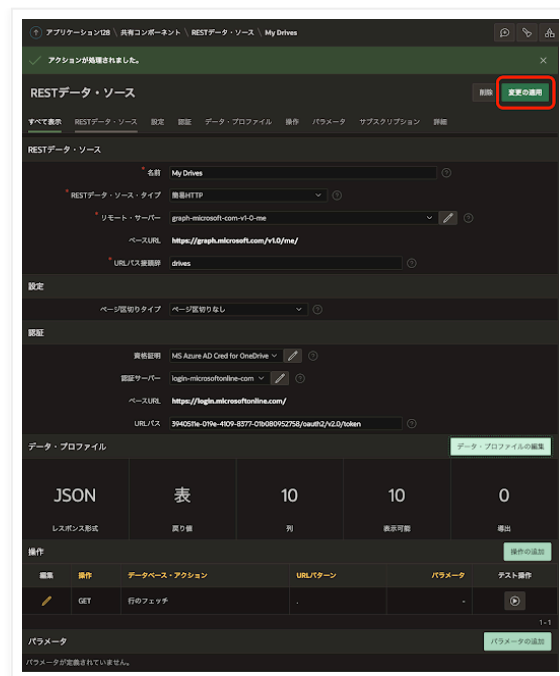 アプリケーション128 \ 共有コンポーネント \ RESTデータ・ソース \ My Drives
アクションが処理されました。
RESTデータ・ソース
削除 変更の適用
すべて表示 RESTデータ・ソース 設定 認証 データ・プロファイル 操作 パラメータ サブスクリプション 詳細
RESTデータ・ソース
* 名前 My Drives
* RESTデータ・ソース・タイプ 簡易HTTP
* リモート・サーバー graph-microsoft-com-v1-0-me
ベースURL https://graph.microsoft.com/v1.0/me/
* URLパス接頭辞 drives
設定
ページ区切りタイプ ページ区切りなし
認証
資格証明 MS Azure AD Cred for OneDrive
認証サーバー login-microsoftonline-com
ベースURL https://login.microsoftonline.com/
URLパス 3940511e-019e-4109-8377-01b080952758/oauth2/v2.0/token
データ・プロファイル データ・プロファイルの編集
JSON 表 10 10 0
レスポンス形式 戻り値 列 表示可能 導出
操作 操作の追加
編集 操作 データベース・アクション URLパターン パラメータ テスト操作
GET 行のフェッチ . -
1 - 1
パラメータ パラメータの追加
パラメータが定義されていません。